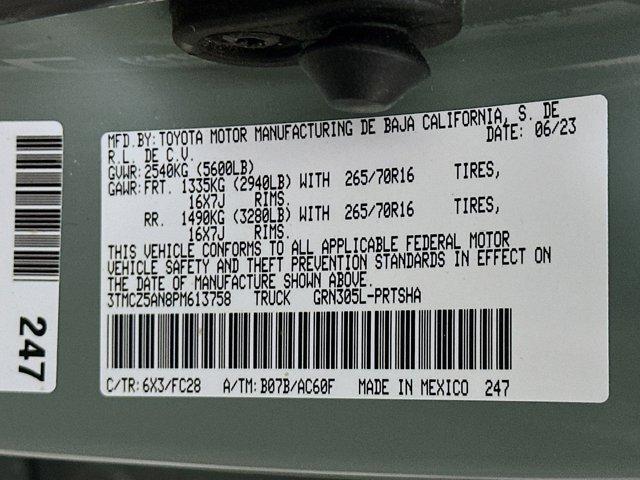 MFD.BY:TOYOTA MOTOR MANUFACTURING DE BAJA CALIFORNIA, S. DE
R.L. DE C.V. DATE: 06/23
GVWR:2540KG (5600LB)
GAWR:FRT. 1335KG (2940LB) WITH 265/70R16 TIRES,
16X7J RIMS.
RR. 1490KG (3280LB) WITH 265/70R16 TIRES,
16X7J RIMS.
THIS VEHICLE CONFORMS TO ALL APPLICABLE FEDERAL MOTOR
VEHICLE SAFETY AND THEFT PREVENTION STANDARDS IN EFFECT ON
THE DATE OF MANUFACTURE SHOWN ABOVE.
3TMCZ5AN8PM613758 TRUCK GRN305L-PRTSHA
C/TR:6X3/FC28 A/TM:B07B/AC60F MADE IN MEXICO 247
247